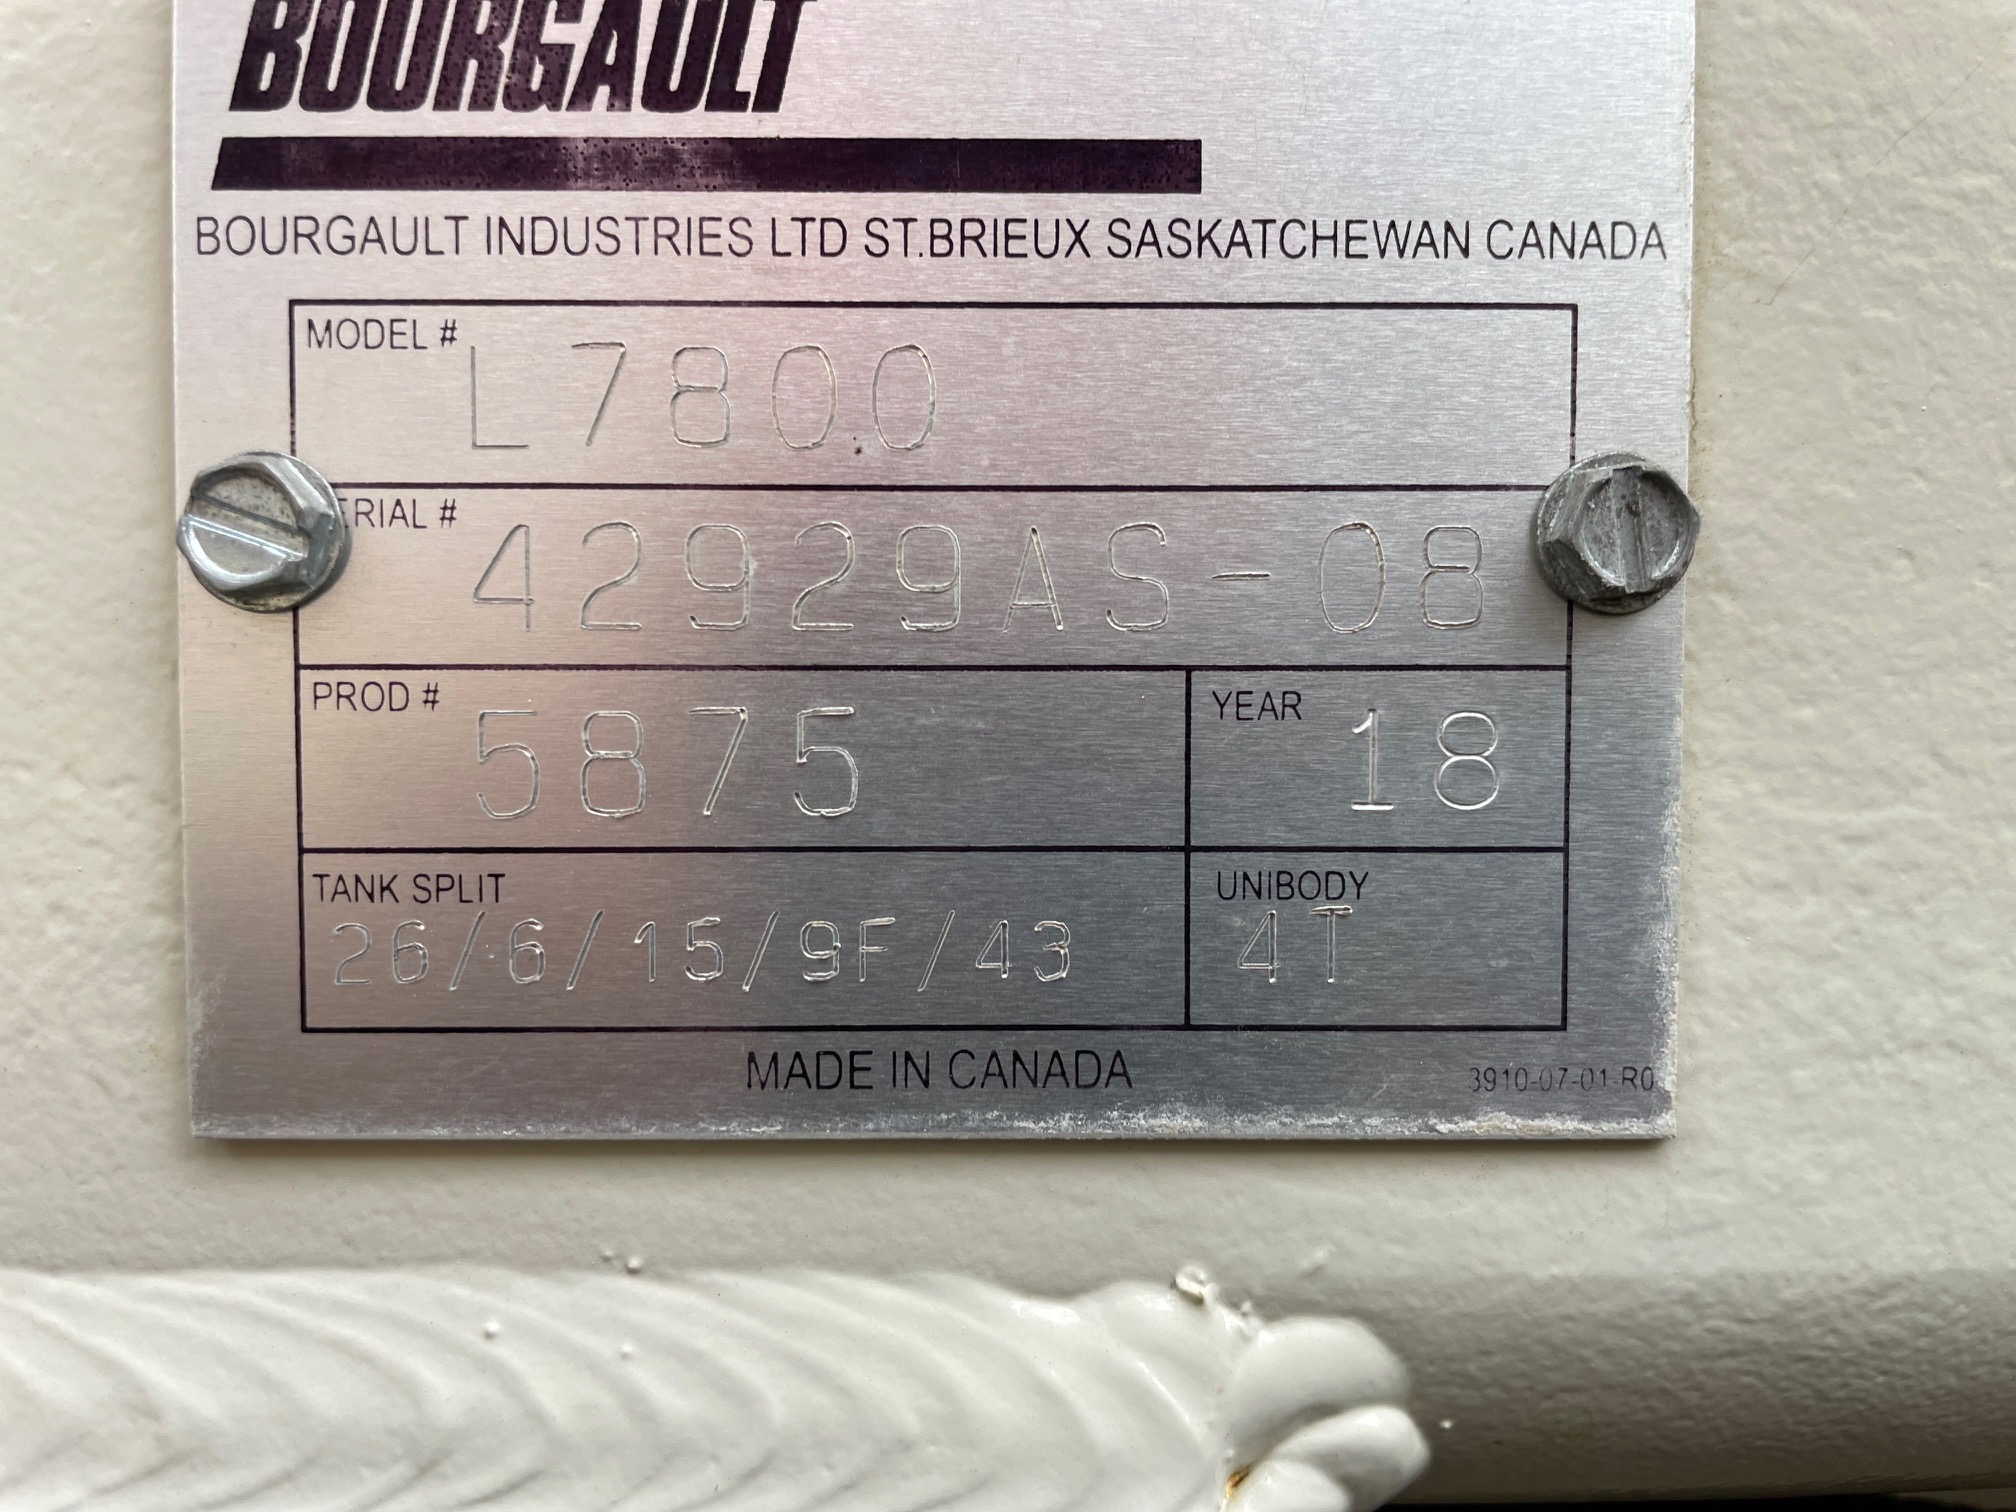 BOURGAULT
BOURGAULT INDUSTRIES LTD ST.BRIEUX SASKATCHEWAN CANADA
MODEL # L7800
ERIAL # 42929AS-08
PROD # 5875
YEAR 18
TANK SPLIT
26/6/15/9F/43
UNIBODY
4T
MADE IN CANADA
3910-07-01-R0